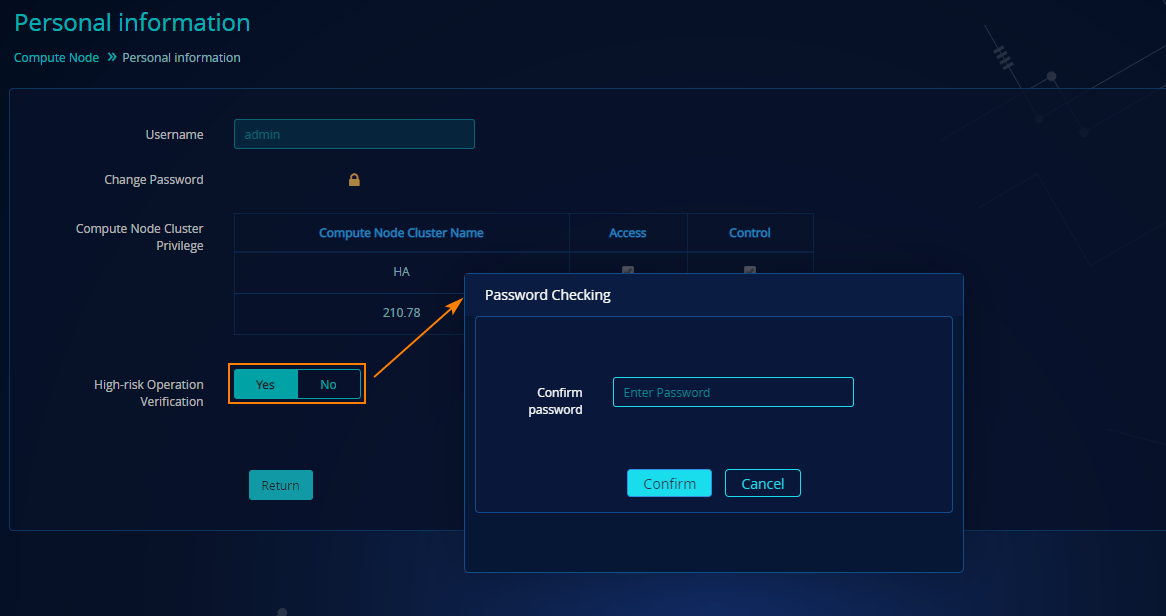 Personal information
Compute Node » Personal information
Username
admin
Change Password
Compute Node Cluster
Privilege
Compute Node Cluster Name Access Control
HA
210.78
High-risk Operation
Verification
Yes No
Return
Password Checking
Confirm
password
Enter Password
Confirm Cancel